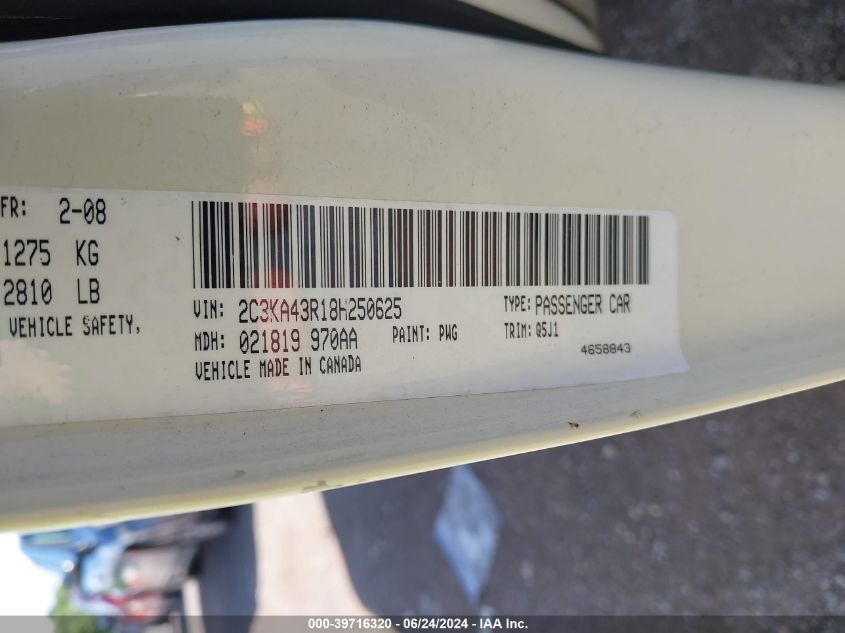 FR: 2-08
1275 KG
2810 LB
VEHICLE SAFETY,
VIN: 2C3KA43R18H250625
TYPE: PASSENGER CAR
MDH: 021819 970AA
PAINT: PWG
TRIM: Q5J1
VEHICLE MADE IN CANADA
4658843
000-39716320 - 06/24/2024 - IAA Inc.